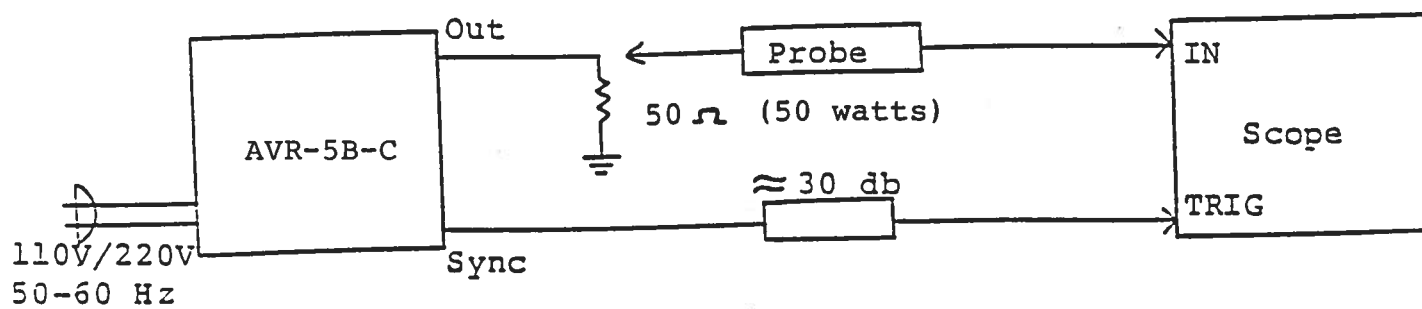 Out
Probe
IN
50 Ω (50 watts)
AVR-5B-C
Scope
≈ 30 db
TRIG
110V/220V
Sync
50-60 Hz